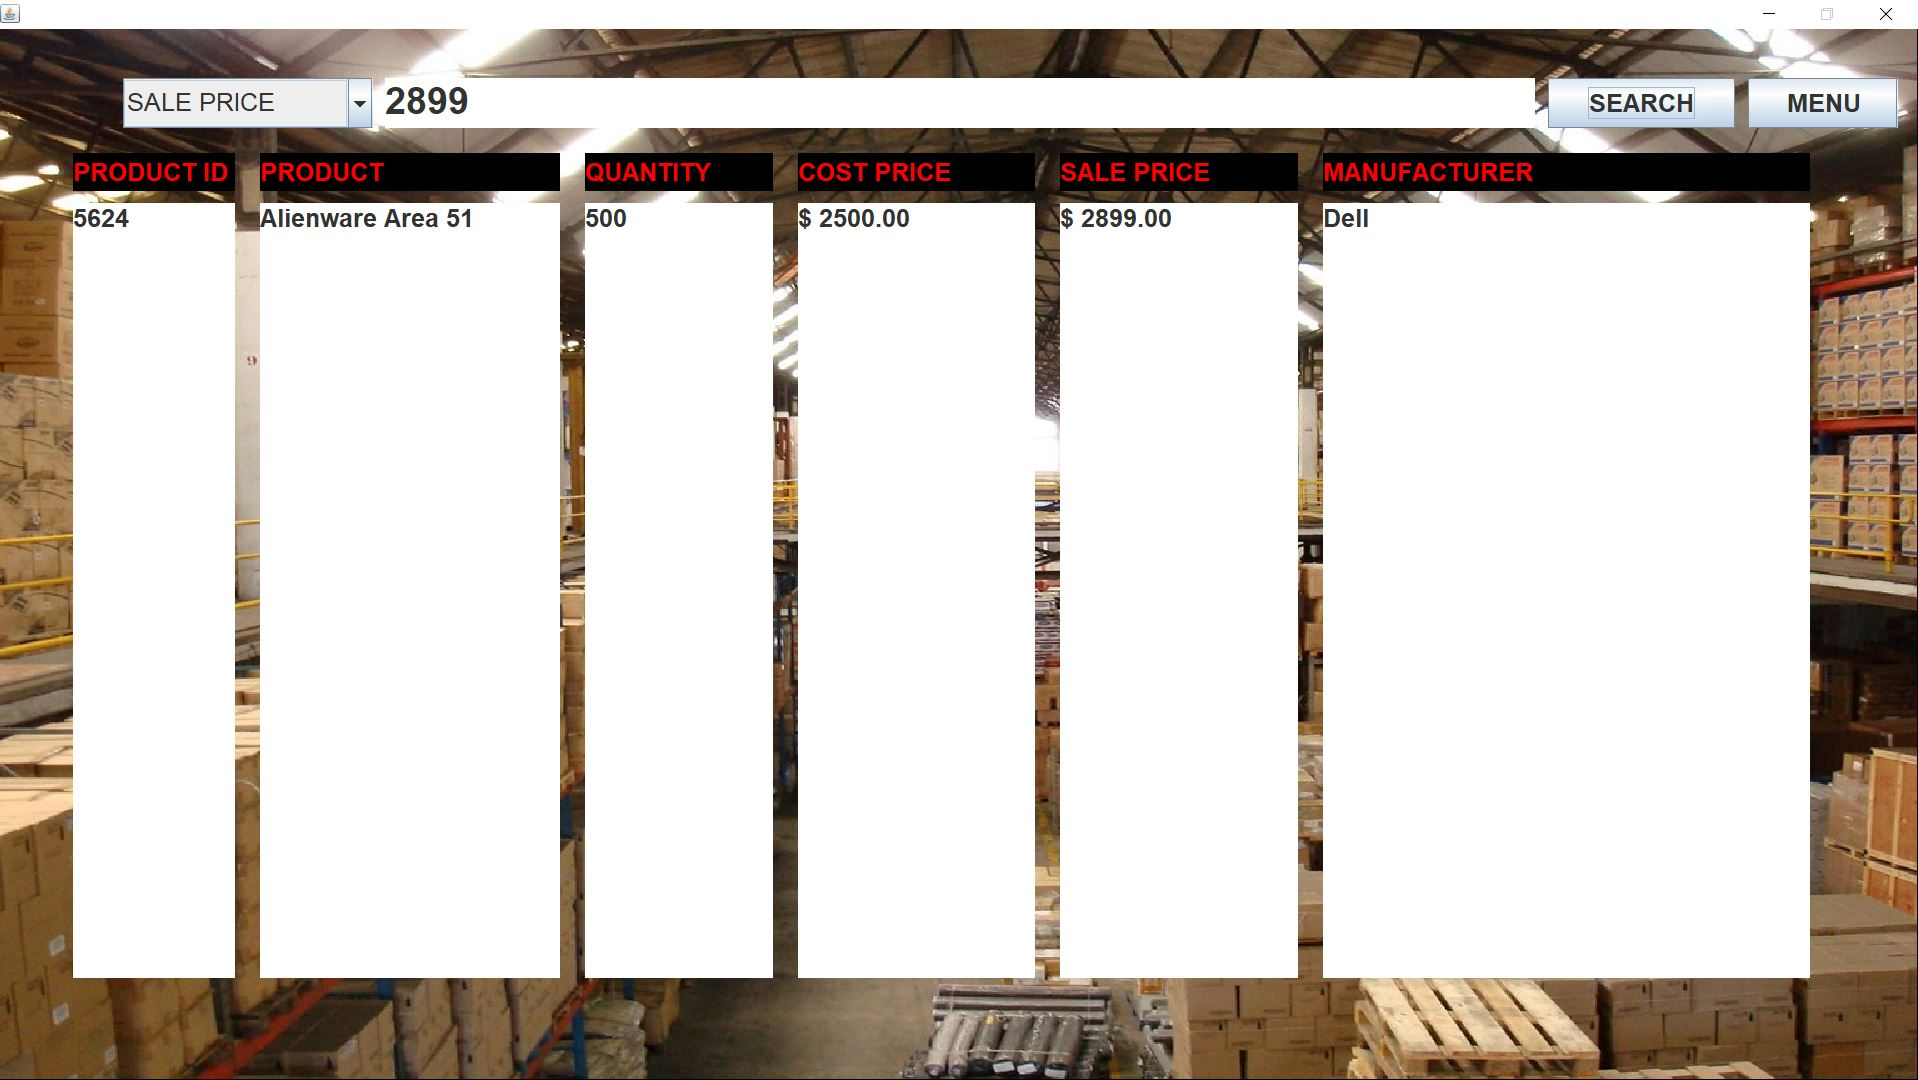 SALE PRICE 2899 SEARCH MENU
PRODUCT ID PRODUCT QUANTITY COST PRICE SALE PRICE MANUFACTURER
5624 Alienware Area 51 500 $ 2500.00 $ 2899.00 Dell